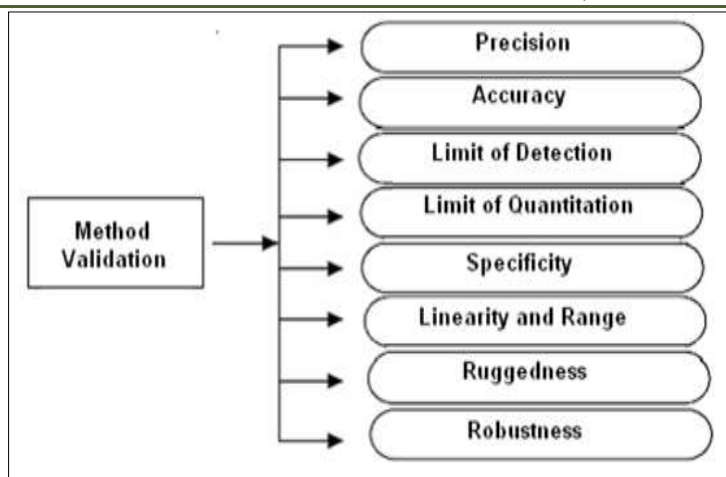 Precision
Accuracy
Limit of Detection
Limit of Quantitation
Method
Validation
Specificity
Linearity and Range
Ruggedness
Robustness